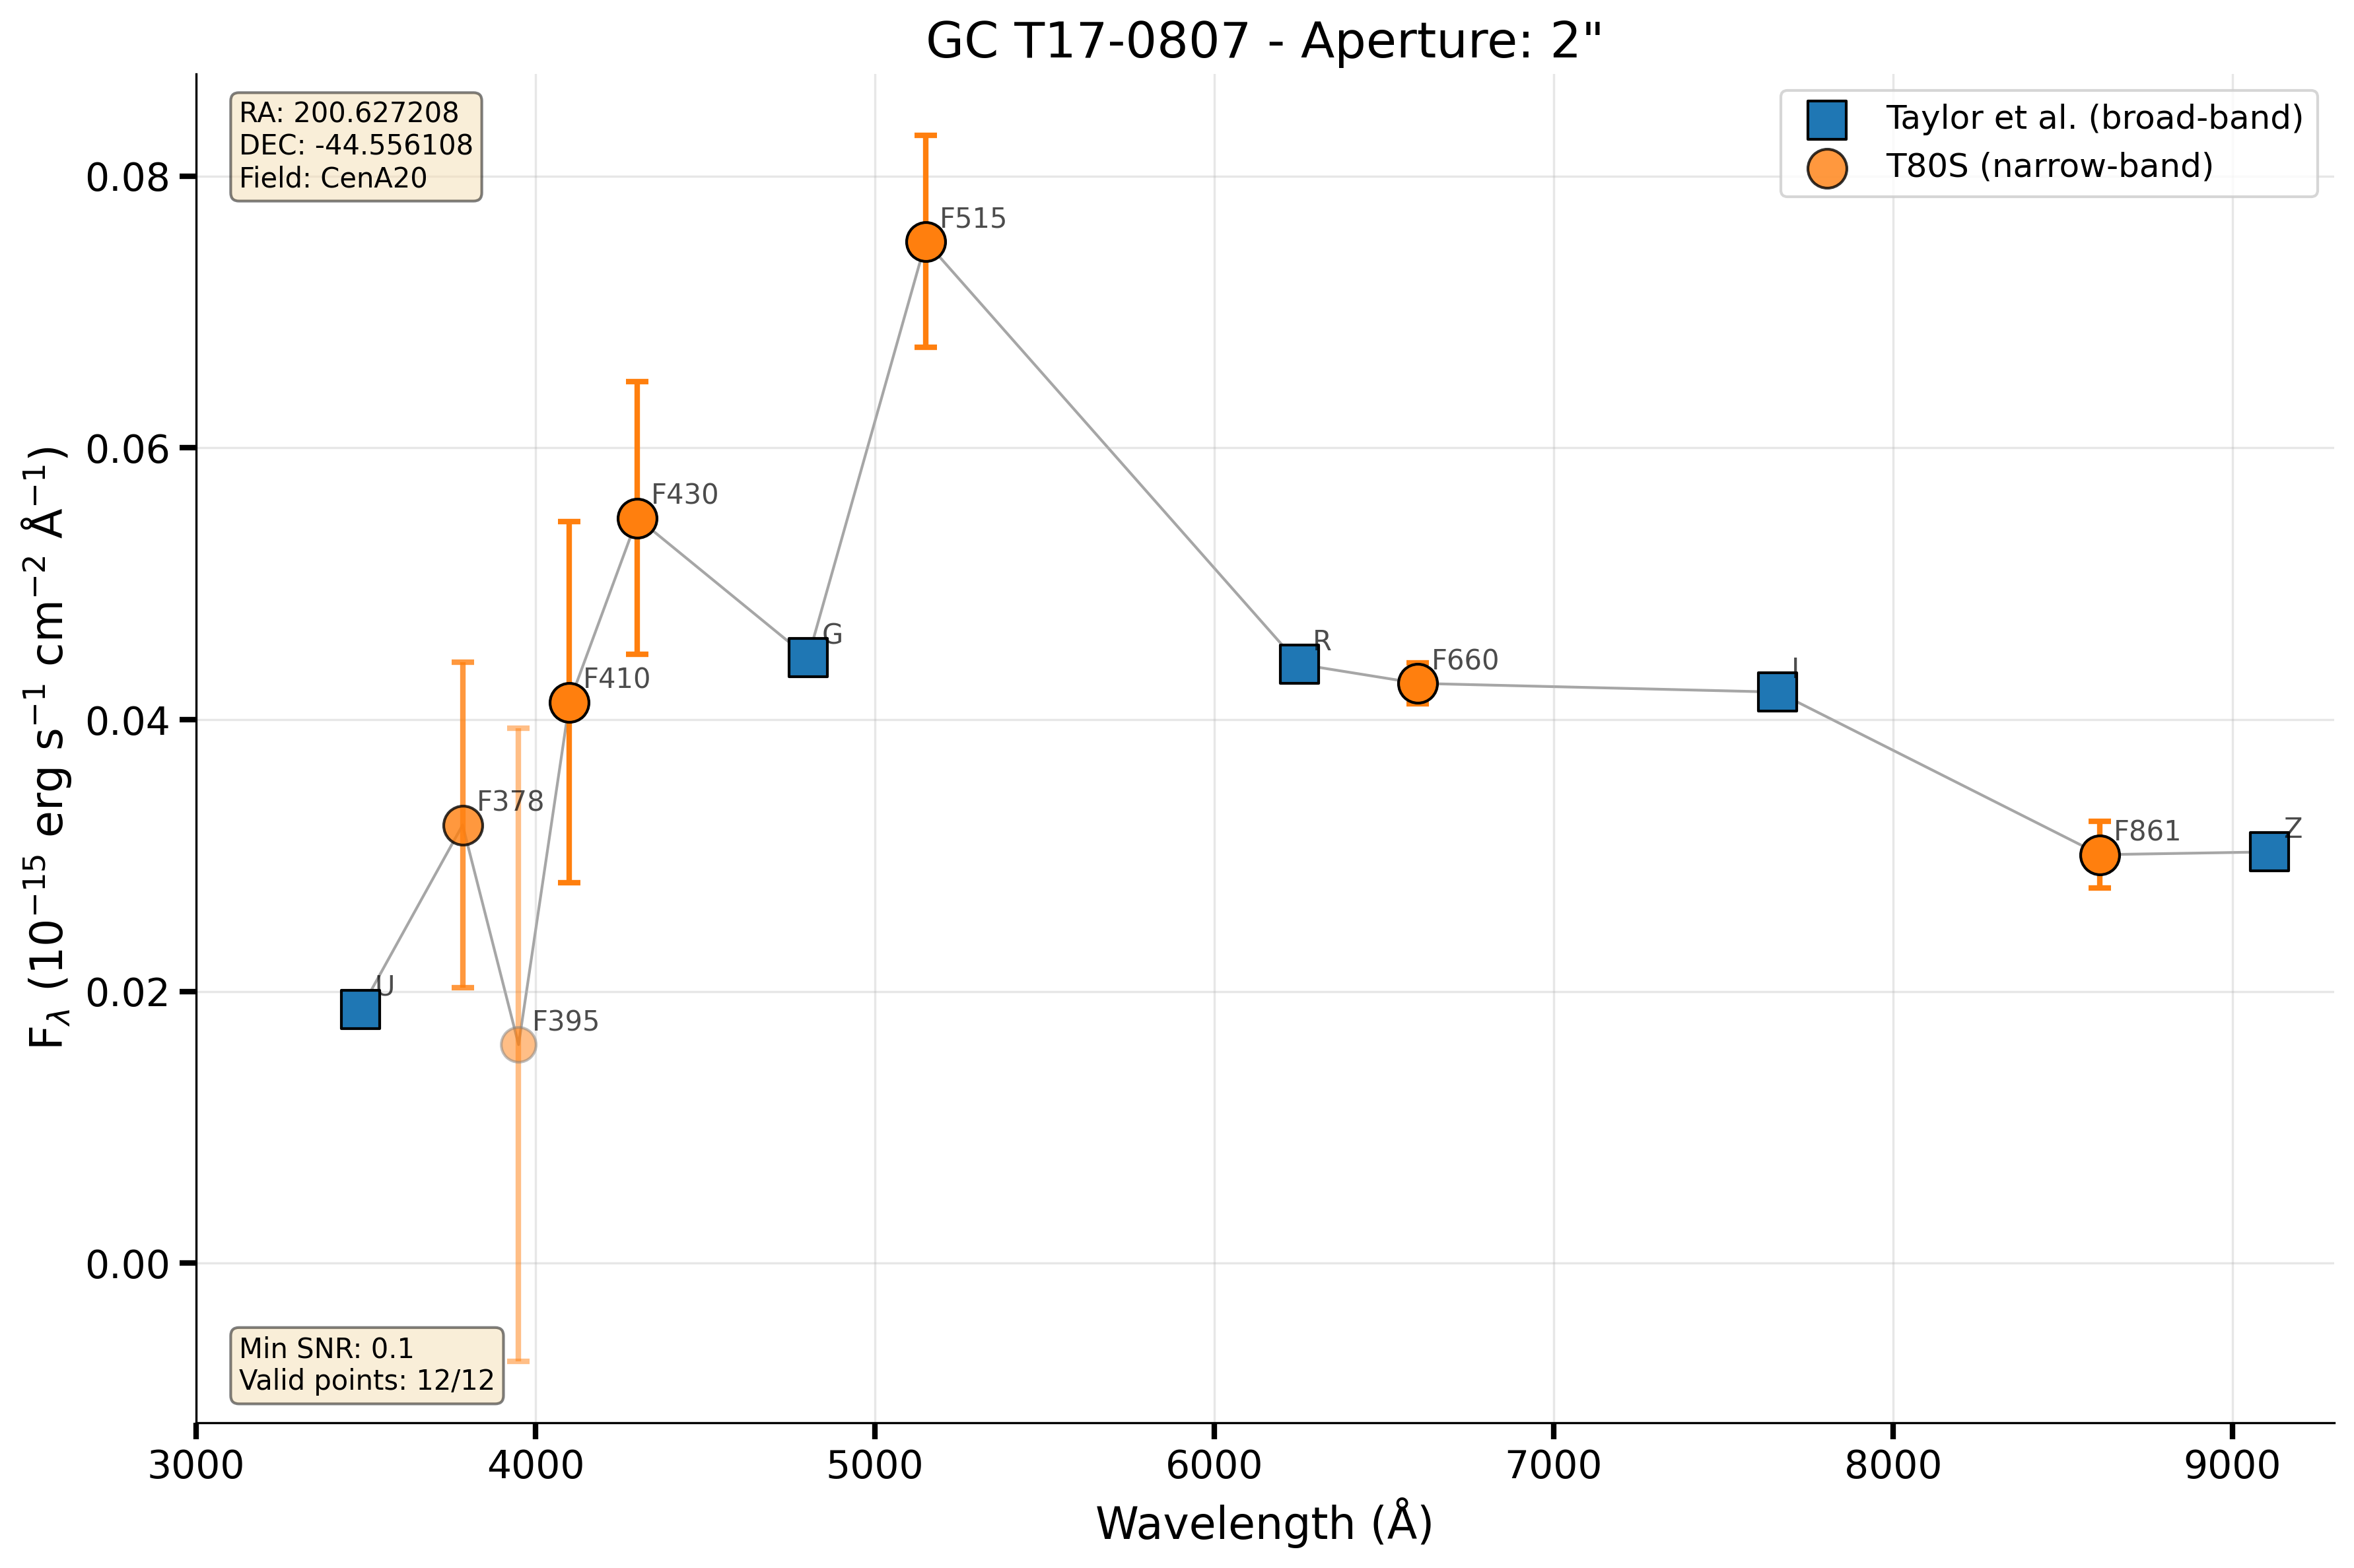 GC T17-0807 - Aperture: 2"
RA: 200.627208
DEC: -44.556108
Field: CenA20
Taylor et al. (broad-band)
T80S (narrow-band)
F515
F430
F410
F378
F395
U
G
R
F660
I
F861
Z
Min SNR: 0.1
Valid points: 12/12
0.08
0.06
0.04
0.02
0.00
F_λ (10⁻¹⁵ erg s⁻¹ cm⁻² Å⁻¹)
3000 4000 5000 6000 7000 8000 9000
Wavelength (Å)